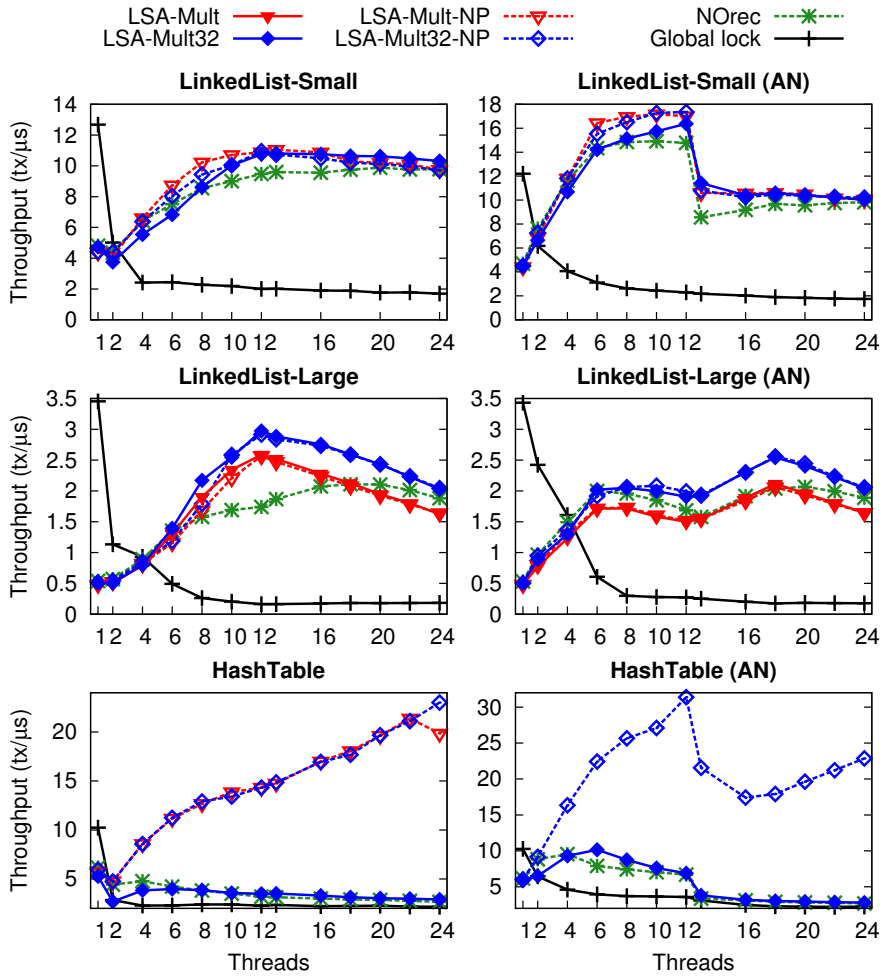 LSA-Mult LSA-Mult-NP NOrec
LSA-Mult32 LSA-Mult32-NP Global lock
LinkedList-Small
Throughput (tx/µs)
14
12
10
8
6
4
2
0
1 2 4 6 8 10 12 16 20 24
LinkedList-Small (AN)
18
16
14
12
10
8
6
4
2
0
1 2 4 6 8 10 12 16 20 24
LinkedList-Large
Throughput (tx/µs)
3.5
3
2.5
2
1.5
1
0.5
0
1 2 4 6 8 10 12 16 20 24
LinkedList-Large (AN)
3.5
3
2.5
2
1.5
1
0.5
0
1 2 4 6 8 10 12 16 20 24
HashTable
Throughput (tx/µs)
20
15
10
5
1 2 4 6 8 10 12 16 20 24
Threads
HashTable (AN)
30
25
20
15
10
5
1 2 4 6 8 10 12 16 20 24
Threads